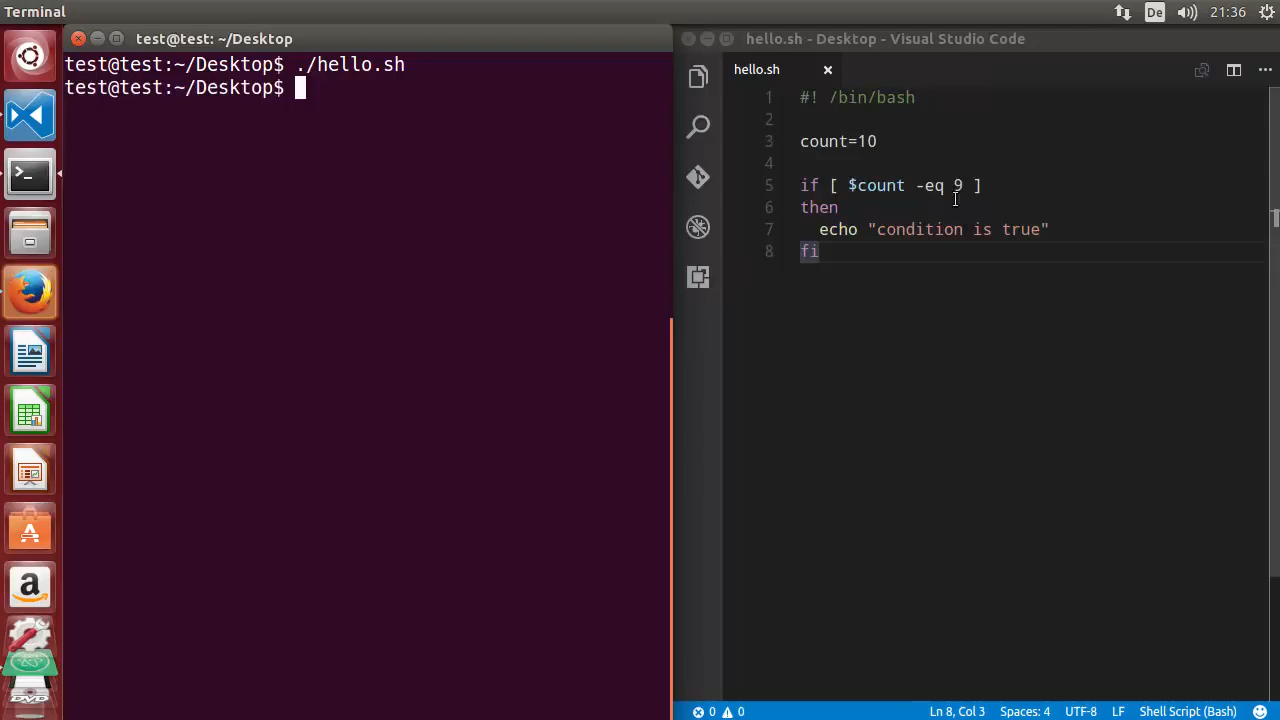 Terminal
De
21:36
test@test: ~/Desktop
test@test:~/Desktop$ ./hello.sh
test@test:~/Desktop$
hello.sh - Desktop - Visual Studio Code
hello.sh
1 #! /bin/bash
2
3 count=10
4
5 if [ $count -eq 9 ]
6 then
7 echo "condition is true"
8 fi
0 0
Ln 8, Col 3
Spaces: 4
UTF-8
LF
Shell Script (Bash)